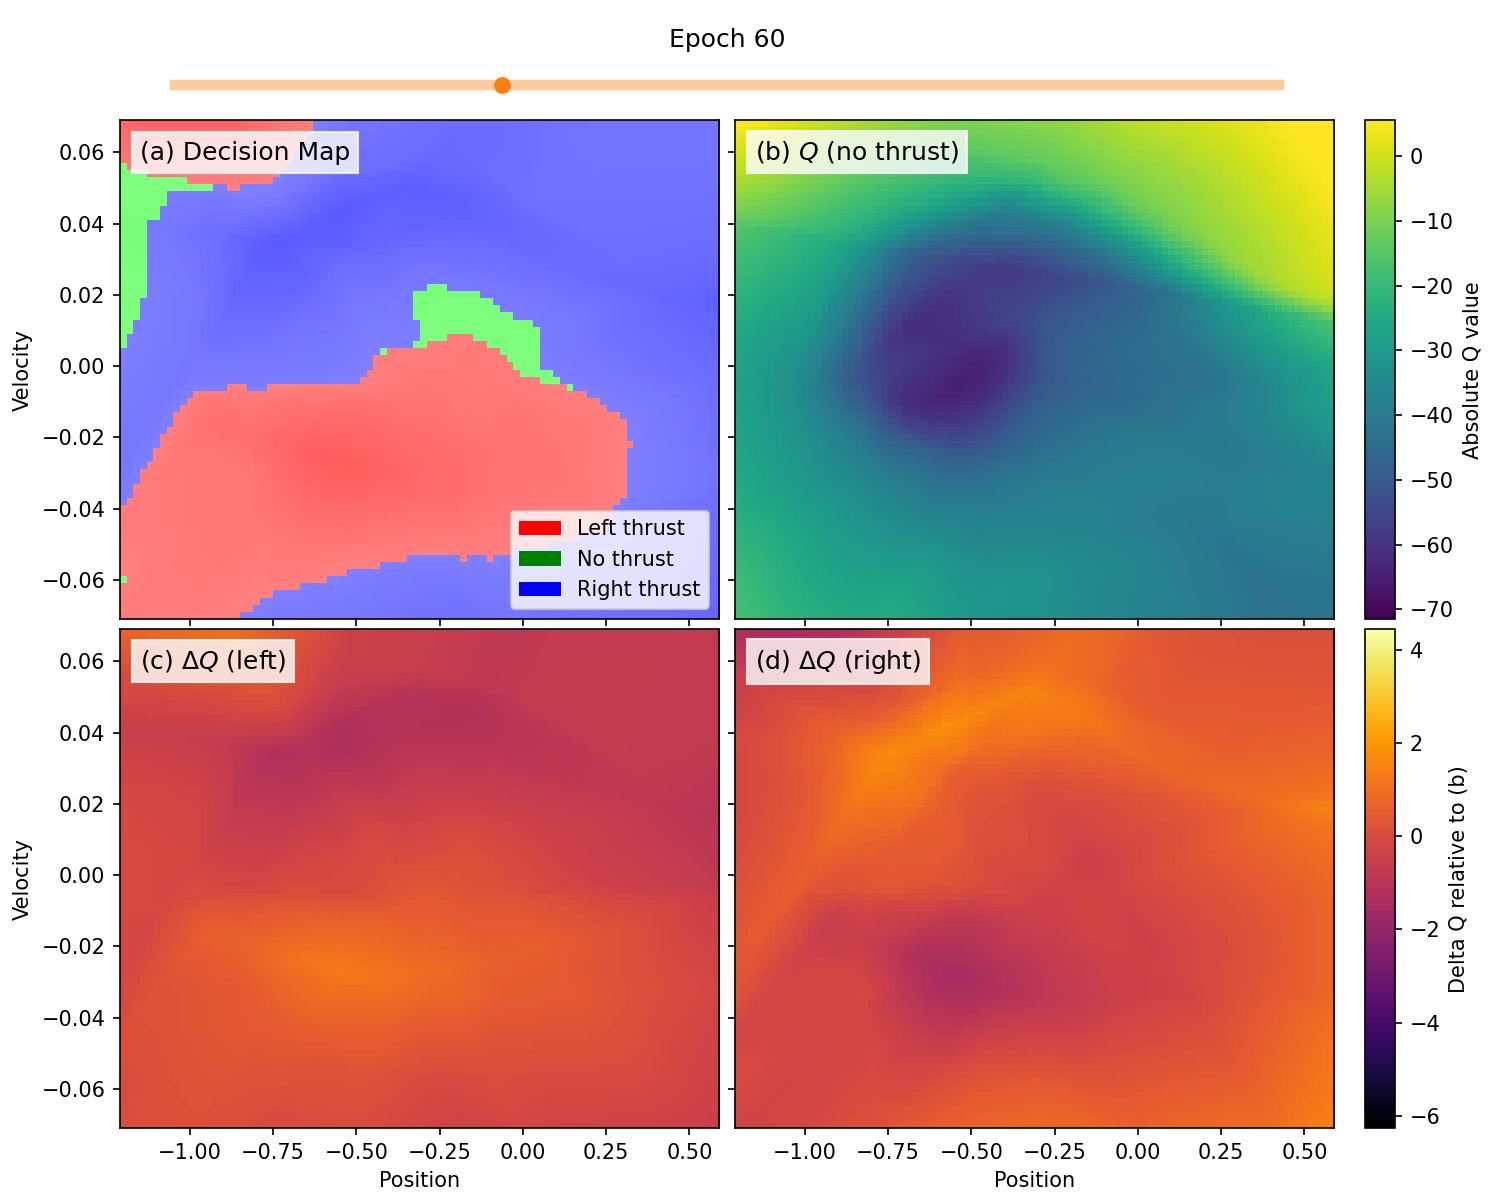 Epoch 60
(a) Decision Map
(b) Q (no thrust)
0.06
0.04
0.02
0.00
−0.02
−0.04
−0.06
Velocity
Left thrust
No thrust
Right thrust
0
−10
−20
−30
−40
−50
−60
−70
Absolute Q value
(c) ΔQ (left)
(d) ΔQ (right)
0.06
0.04
0.02
0.00
−0.02
−0.04
−0.06
Velocity
4
2
0
−2
−4
−6
Delta Q relative to (b)
−1.00 −0.75 −0.50 −0.25 0.00 0.25 0.50
Position
−1.00 −0.75 −0.50 −0.25 0.00 0.25 0.50
Position